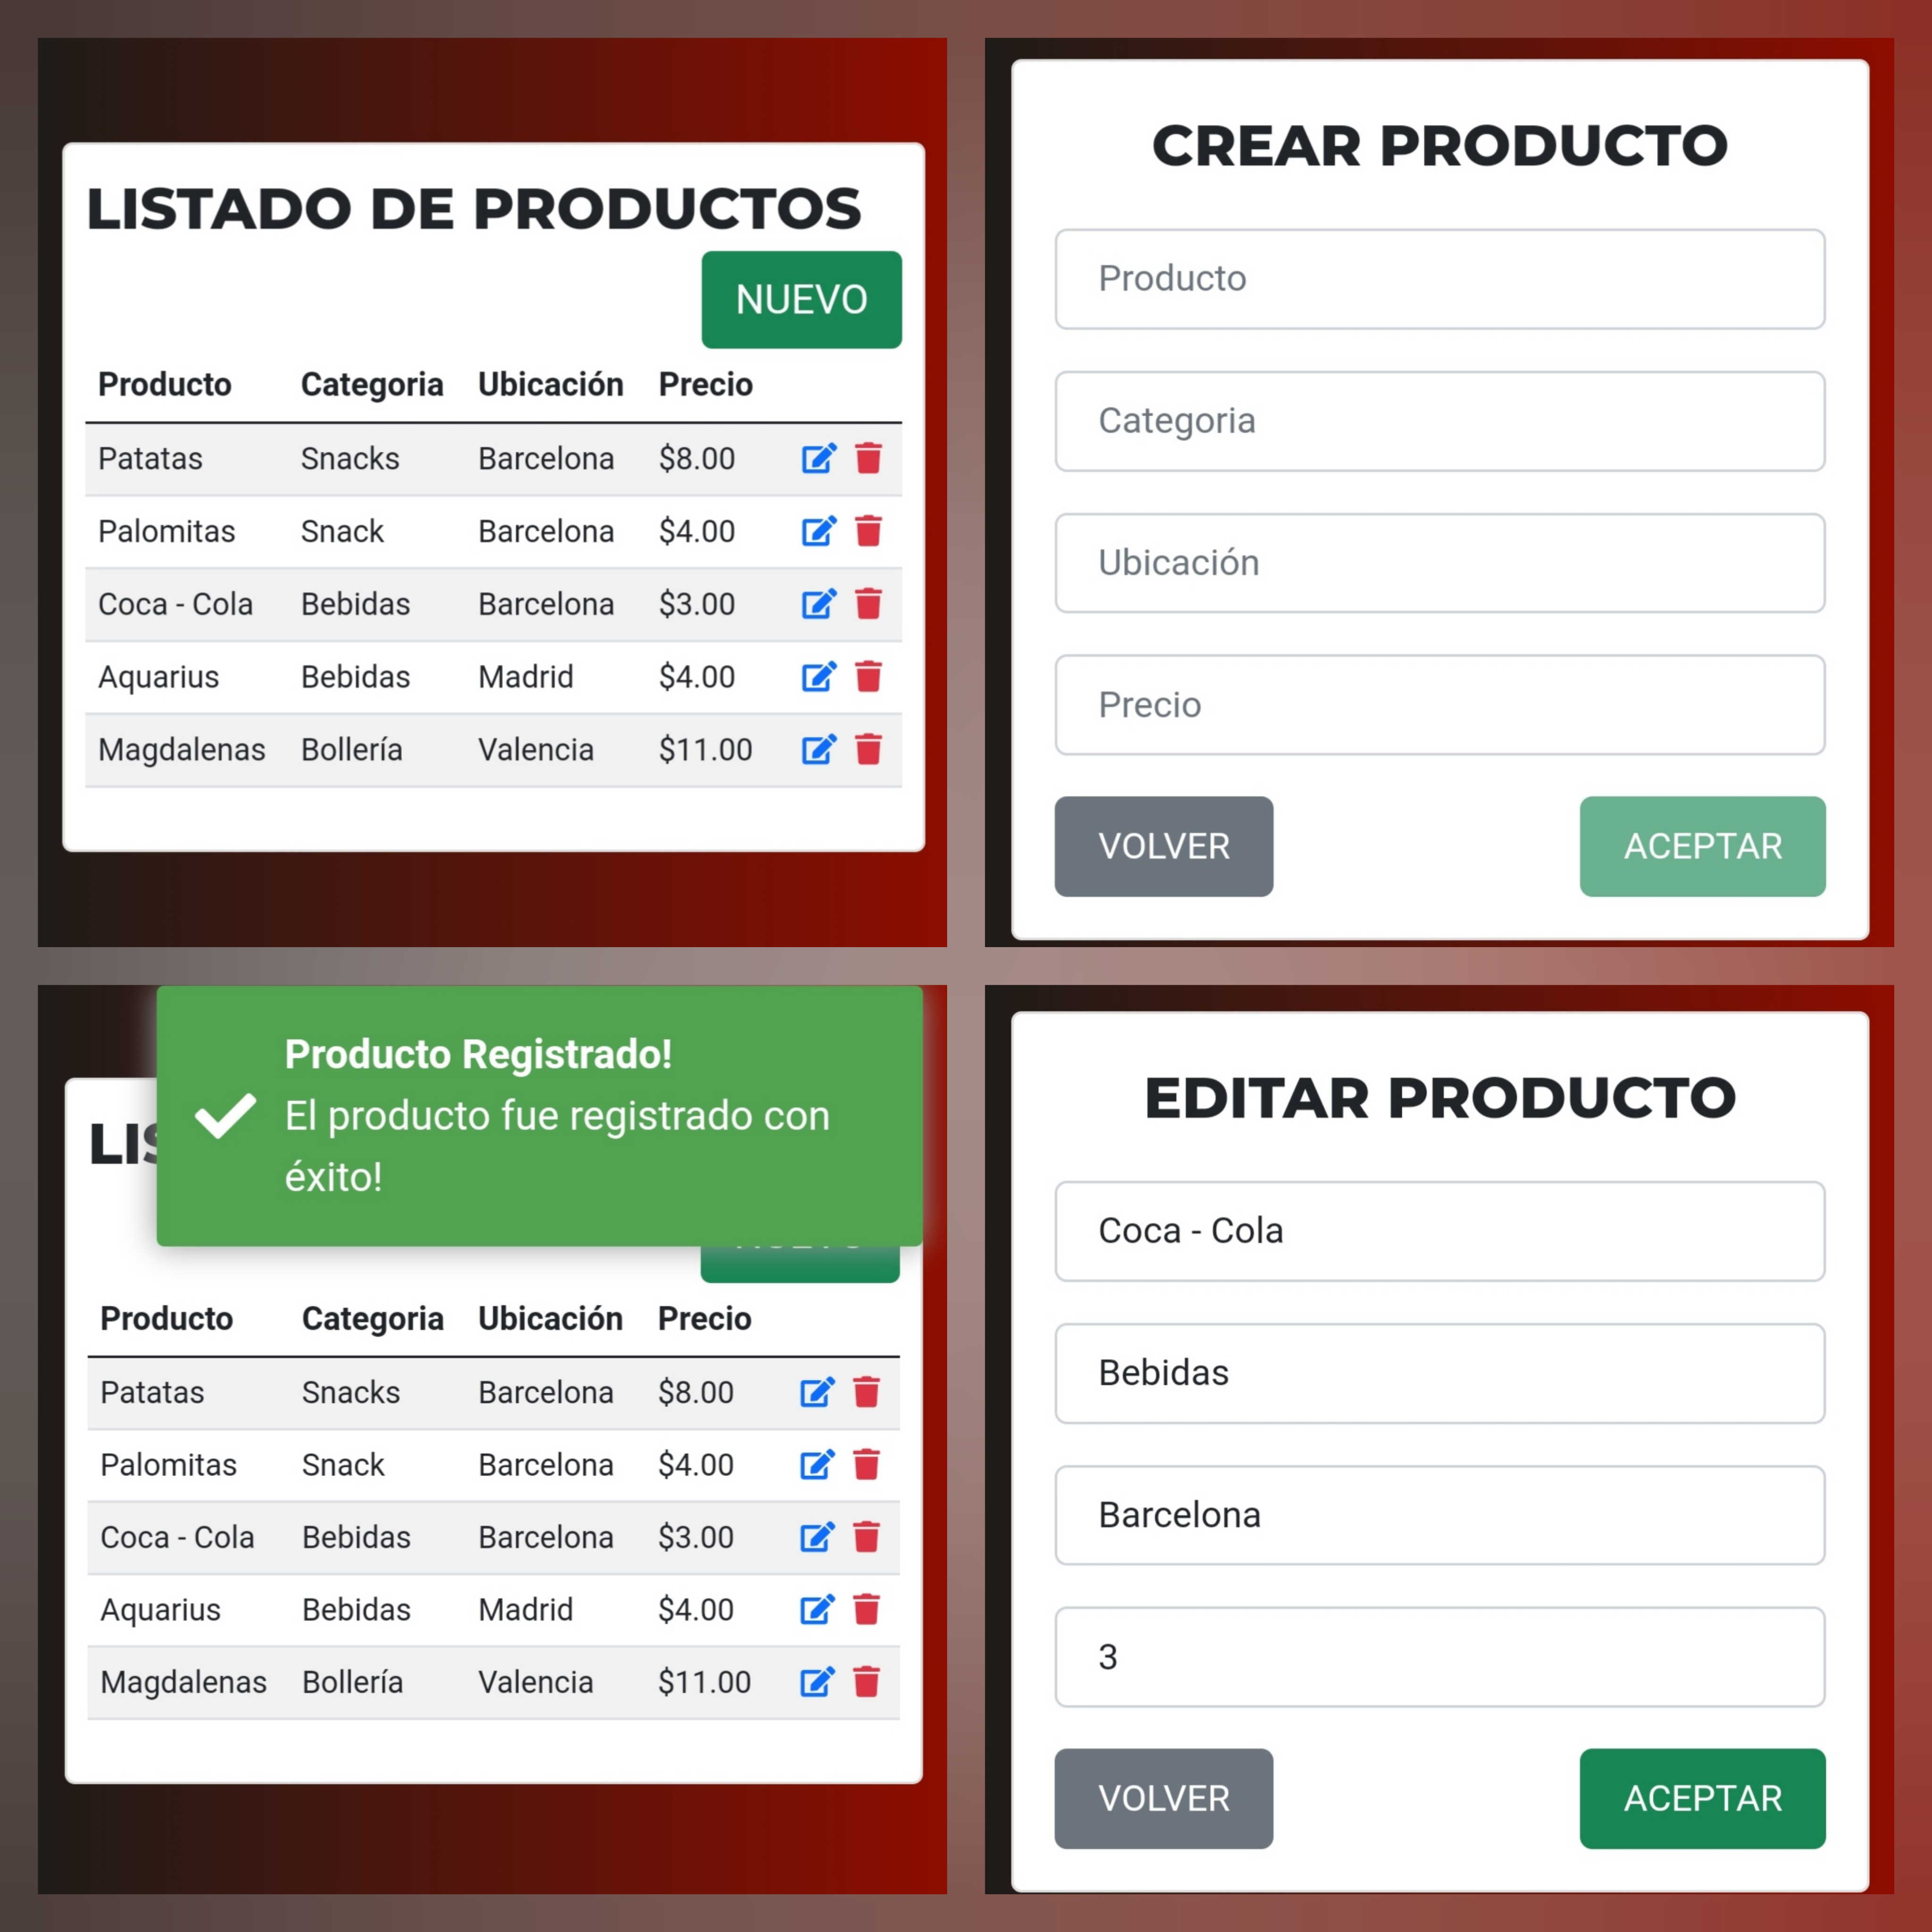 LISTADO DE PRODUCTOS
NUEVO
Producto Categoria Ubicación Precio
Patatas Snacks Barcelona $8.00
Palomitas Snack Barcelona $4.00
Coca - Cola Bebidas Barcelona $3.00
Aquarius Bebidas Madrid $4.00
Magdalenas Bollería Valencia $11.00
CREAR PRODUCTO
Producto
Categoria
Ubicación
Precio
VOLVER ACEPTAR
Producto Registrado!
El producto fue registrado con
éxito!
Producto Categoria Ubicación Precio
Patatas Snacks Barcelona $8.00
Palomitas Snack Barcelona $4.00
Coca - Cola Bebidas Barcelona $3.00
Aquarius Bebidas Madrid $4.00
Magdalenas Bollería Valencia $11.00
EDITAR PRODUCTO
Coca - Cola
Bebidas
Barcelona
3
VOLVER ACEPTAR